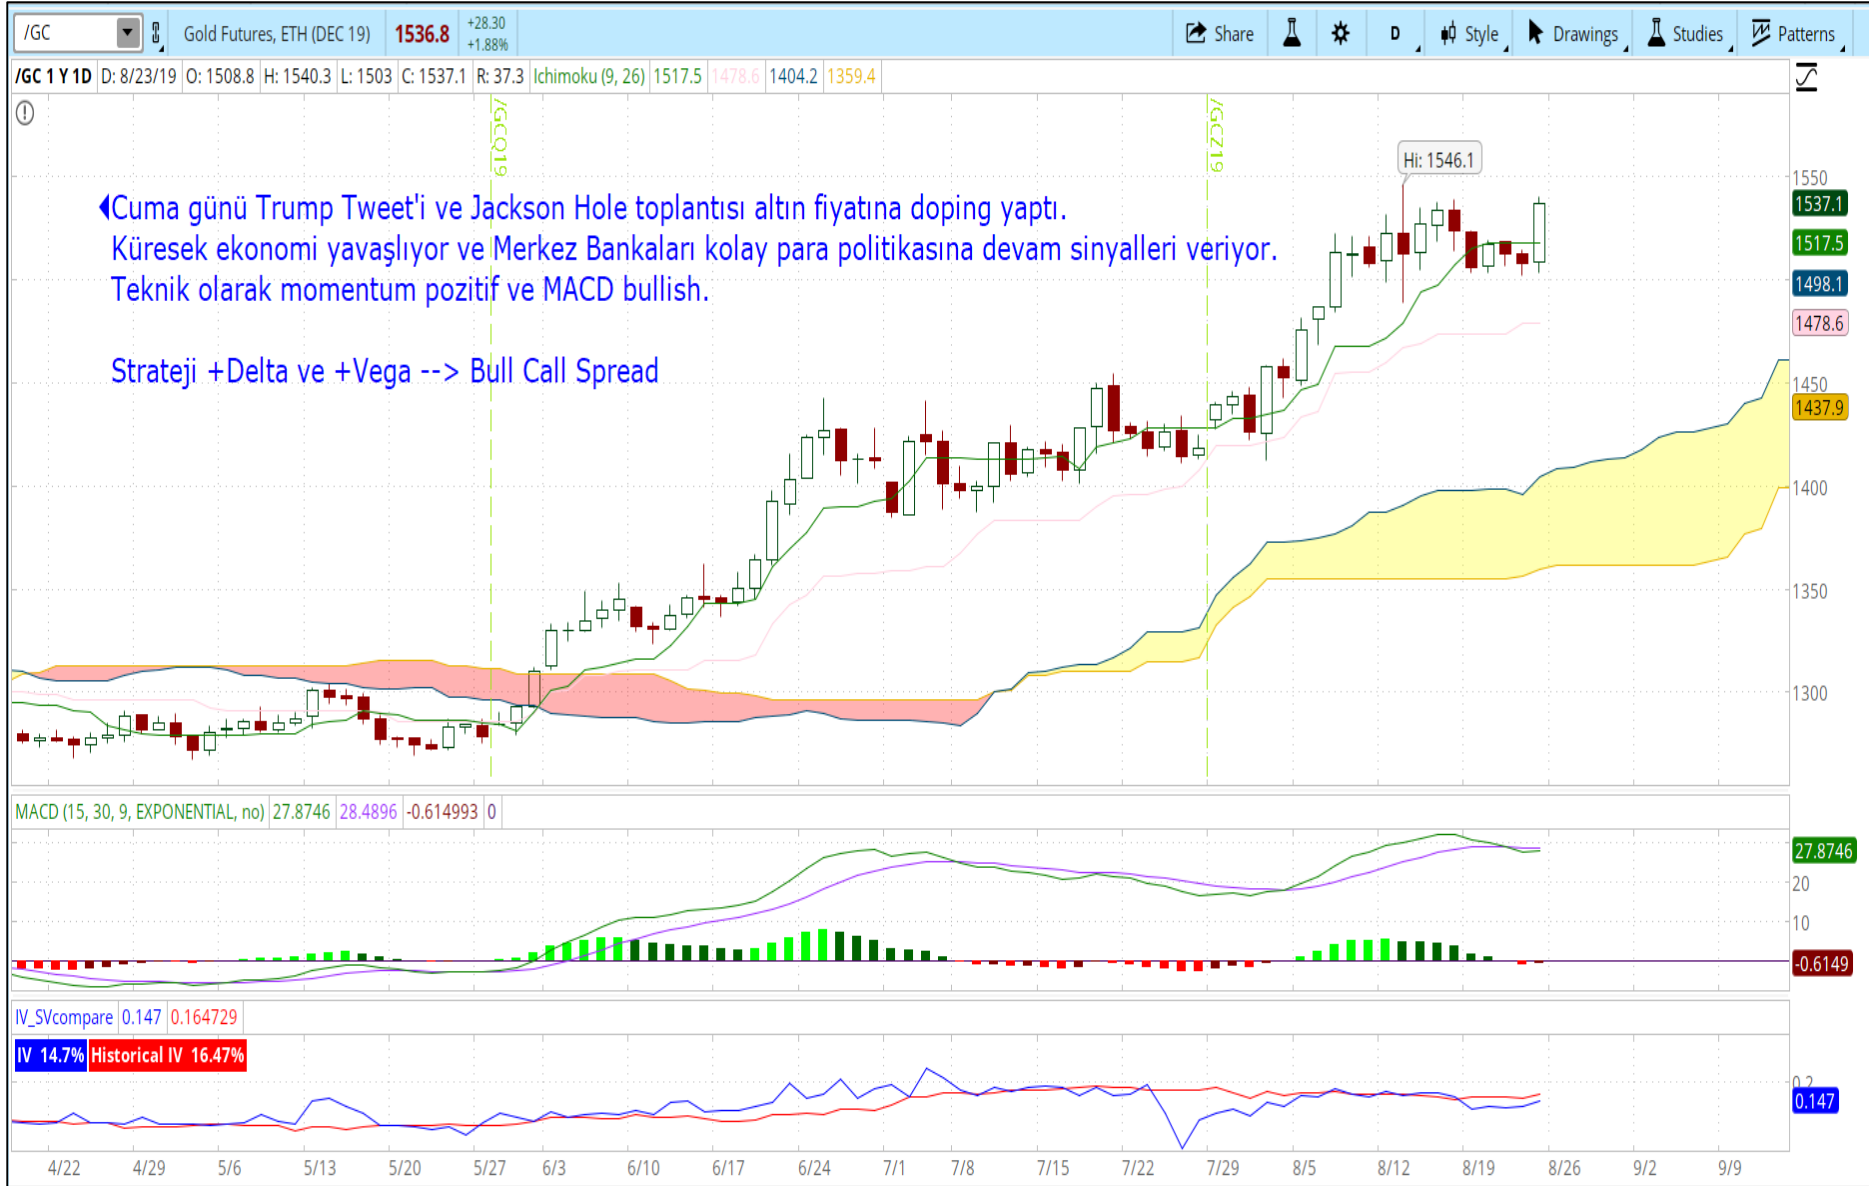 /GC Gold Futures, ETH (DEC 19) 1536.8 +28.30 +1.88% Share D Style Drawings Studies Patterns
/GC 1 Y 1D D: 8/23/19 O: 1508.8 H: 1540.3 L: 1503 C: 1537.1 R: 37.3 Ichimoku (9, 26) 1517.5 1478.6 1404.2 1359.4
/GCQ19
/GCZ19
Hi: 1546.1
Cuma günü Trump Tweet'i ve Jackson Hole toplantısı altın fiyatına doping yaptı.
Küresek ekonomi yavaşlıyor ve Merkez Bankaları kolay para politikasına devam sinyalleri veriyor.
Teknik olarak momentum pozitif ve MACD bullish.
Strateji +Delta ve +Vega --> Bull Call Spread
1550
1537.1
1517.5
1498.1
1478.6
1450
1437.9
1400
1350
1300
MACD (15, 30, 9, EXPONENTIAL, no) 27.8746 28.4896 -0.614993 0
27.8746
20
10
-0.6149
IV_SVcompare 0.147 0.164729
IV 14.7% Historical IV 16.47%
0.2
0.147
4/22 4/29 5/6 5/13 5/20 5/27 6/3 6/10 6/17 6/24 7/1 7/8 7/15 7/22 7/29 8/5 8/12 8/19 8/26 9/2 9/9